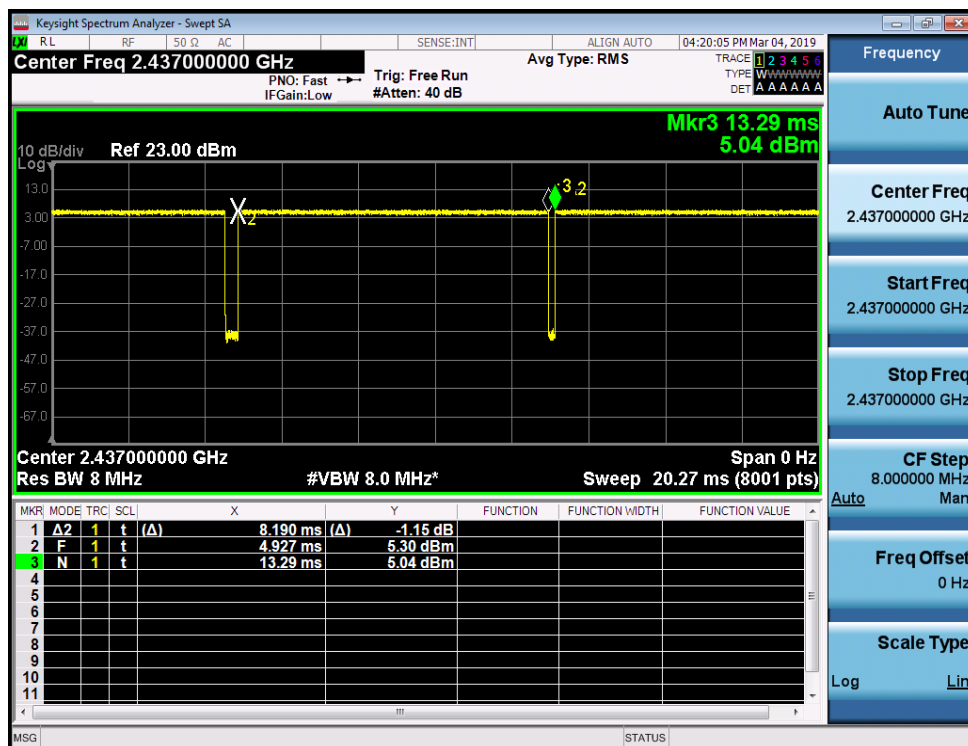 Keysight Spectrum Analyzer - Swept SA
LXI RL RF 50 Ω AC SENSE:INT ALIGN AUTO 04:20:05 PM Mar 04, 2019
Center Freq 2.437000000 GHz
PNO: Fast
IFGain:Low
Trig: Free Run
#Atten: 40 dB
Avg Type: RMS
TRACE 1 2 3 4 5 6
TYPE WWWWWW
DET A A A A A A
Mkr3 13.29 ms
5.04 dBm
10 dB/div Ref 23.00 dBm
Log
13.0
3.00
-7.00
-17.0
-27.0
-37.0
-47.0
-57.0
-67.0
X2
3 2
Center 2.437000000 GHz Span 0 Hz
Res BW 8 MHz #VBW 8.0 MHz* Sweep 20.27 ms (8001 pts)
MKR MODE TRC SCL X Y FUNCTION FUNCTION WIDTH FUNCTION VALUE
1 Δ2 1 t (Δ) 8.190 ms (Δ) -1.15 dB
2 F 1 t 4.927 ms 5.30 dBm
3 N 1 t 13.29 ms 5.04 dBm
4
5
6
7
8
9
10
11
MSG STATUS
Frequency
Auto Tune
Center Freq
2.437000000 GHz
Start Freq
2.437000000 GHz
Stop Freq
2.437000000 GHz
CF Step
8.000000 MHz
Auto Man
Freq Offset
0 Hz
Scale Type
Log Lin